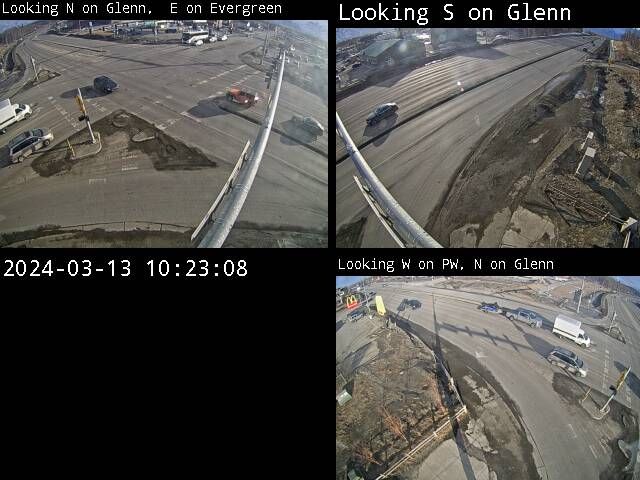 Looking N on Glenn, E on Evergreen
Looking S on Glenn
2024-03-13 10:23:08
Looking W on PW, N on Glenn